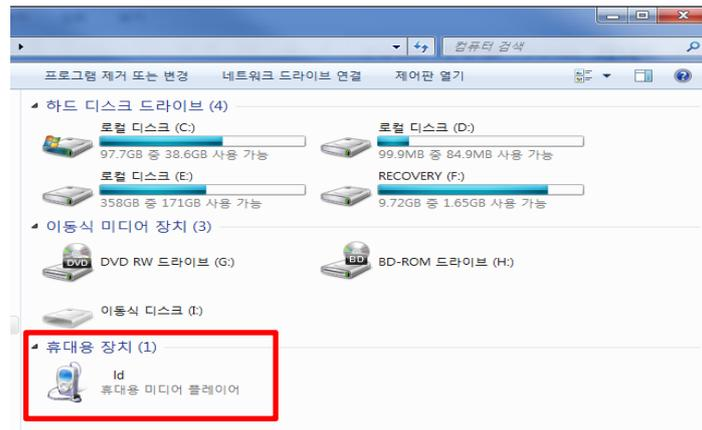 컴퓨터 검색
프로그램 제거 또는 변경 네트워크 드라이브 연결 제어판 열기
하드 디스크 드라이브 (4)
로컬 디스크 (C:)
97.7GB 중 38.6GB 사용 가능
로컬 디스크 (D:)
99.9MB 중 84.9MB 사용 가능
로컬 디스크 (E:)
358GB 중 171GB 사용 가능
RECOVERY (F:)
9.72GB 중 1.65GB 사용 가능
이동식 미디어 장치 (3)
DVD
DVD RW 드라이브 (G:)
BD
BD-ROM 드라이브 (H:)
이동식 디스크 (I:)
휴대용 장치 (1)
Id
휴대용 미디어 플레이어